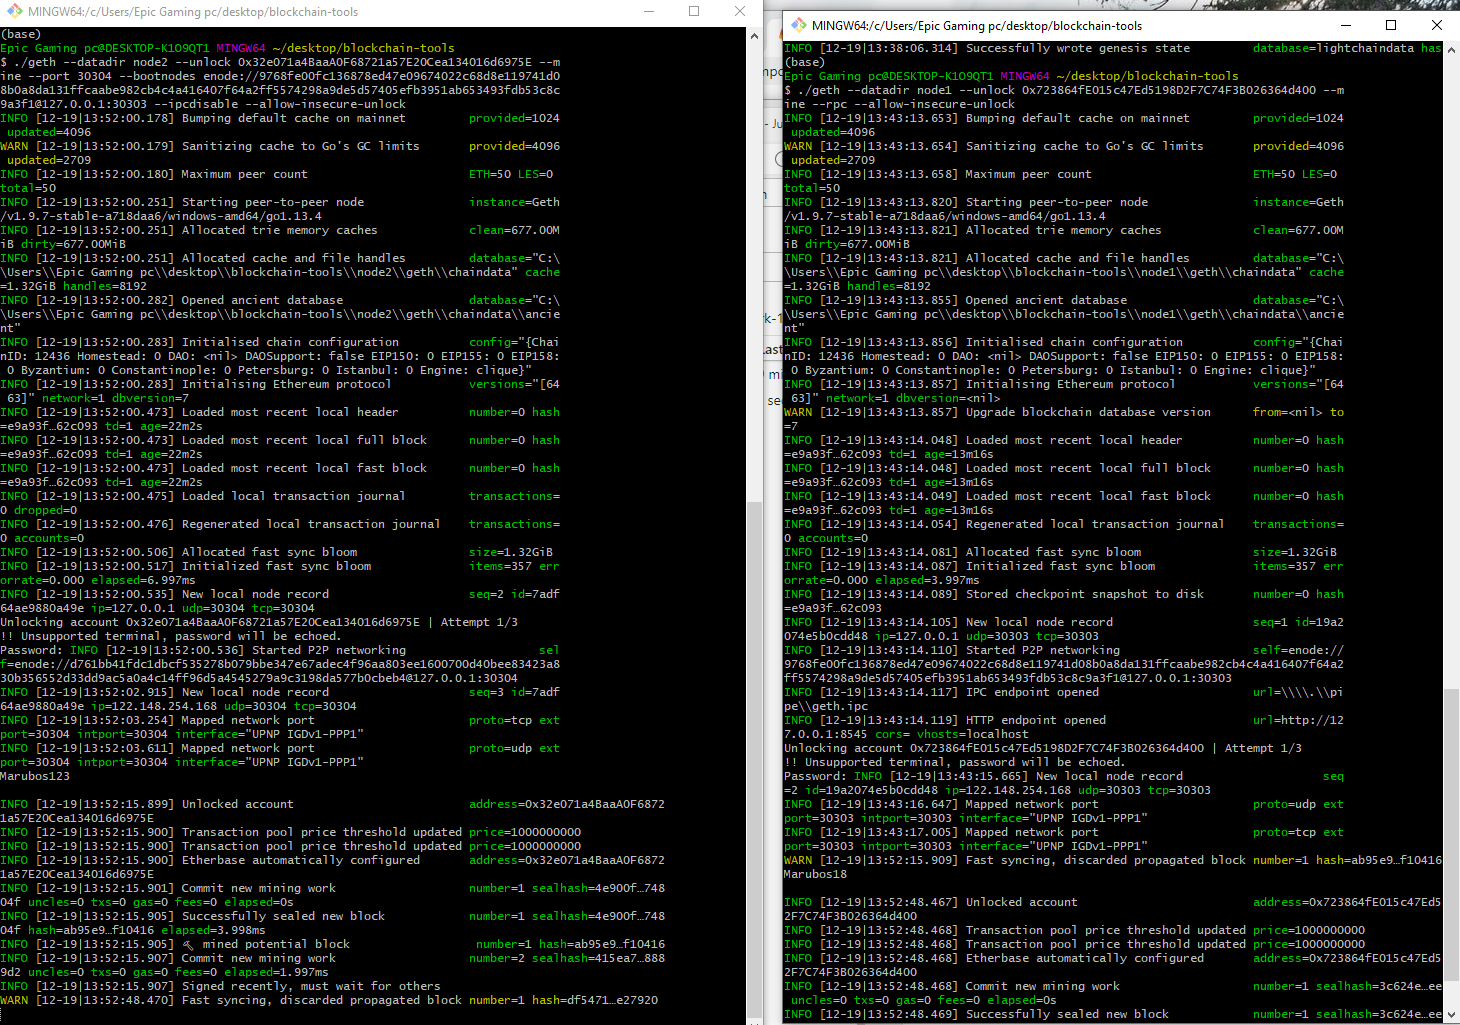 MINGW64:/c/Users/Epic Gaming pc/desktop/blockchain-tools
(base)
Epic Gaming pc@DESKTOP-K1O9QT1 MINGW64 ~/desktop/blockchain-tools
$ ./geth --datadir node2 --unlock 0x32e071a4BaaA0F68721a57E20Cea134016d6975E --m
ine --port 30304 --bootnodes enode://9768fe00fc136878ed47e09674022c68d8e119741d0
8b0a8da131ffcaabe982cb4c4a416407f64a2ff5574298a9de5d57405efb3951ab653493fdb53c8c
9a3f1@127.0.0.1:30303 --ipcdisable --allow-insecure-unlock
INFO [12-19|13:52:00.178] Bumping default cache on mainnet provided=1024
updated=4096
WARN [12-19|13:52:00.179] Sanitizing cache to Go's GC limits provided=4096
updated=2709
INFO [12-19|13:52:00.180] Maximum peer count ETH=50 LES=0
total=50
INFO [12-19|13:52:00.251] Starting peer-to-peer node instance=Geth
/v1.9.7-stable-a718daa6/windows-amd64/go1.13.4
INFO [12-19|13:52:00.251] Allocated trie memory caches clean=677.00M
iB dirty=677.00MiB
INFO [12-19|13:52:00.251] Allocated cache and file handles database="C:\
\Users\\Epic Gaming pc\\desktop\\blockchain-tools\\node2\\geth\\chaindata" cache
=1.32GiB handles=8192
INFO [12-19|13:52:00.282] Opened ancient database database="C:\
\Users\\Epic Gaming pc\\desktop\\blockchain-tools\\node2\\geth\\chaindata\\ancie
nt"
INFO [12-19|13:52:00.283] Initialised chain configuration config="{Chai
nID: 12436 Homestead: 0 DAO: <nil> DAOSupport: false EIP150: 0 EIP155: 0 EIP158:
0 Byzantium: 0 Constantinople: 0 Petersburg: 0 Istanbul: 0 Engine: clique}"
INFO [12-19|13:52:00.283] Initialising Ethereum protocol versions="[64
63]" network=1 dbversion=7
INFO [12-19|13:52:00.473] Loaded most recent local header number=0 hash
=e9a93f…62c093 td=1 age=22m2s
INFO [12-19|13:52:00.473] Loaded most recent local full block number=0 hash
=e9a93f…62c093 td=1 age=22m2s
INFO [12-19|13:52:00.473] Loaded most recent local fast block number=0 hash
=e9a93f…62c093 td=1 age=22m2s
INFO [12-19|13:52:00.475] Loaded local transaction journal transactions=
0 dropped=0
INFO [12-19|13:52:00.476] Regenerated local transaction journal transactions=
0 accounts=0
INFO [12-19|13:52:00.506] Allocated fast sync bloom size=1.32GiB
INFO [12-19|13:52:00.517] Initialized fast sync bloom items=357 err
orrate=0.000 elapsed=6.997ms
INFO [12-19|13:52:00.535] New local node record seq=2 id=7adf
64ae9880a49e ip=127.0.0.1 udp=30304 tcp=30304
Unlocking account 0x32e071a4BaaA0F68721a57E20Cea134016d6975E | Attempt 1/3
!! Unsupported terminal, password will be echoed.
Password: INFO [12-19|13:52:00.536] Started P2P networking sel
f=enode://d761bb41fdc1dbcf535278b079bbe347e67adec4f96aa803ee1600700d40bee83423a8
30b356552d33dd9ac5a0a4c14ff96d5a4545279a9c3198da577b0cbeb4@127.0.0.1:30304
INFO [12-19|13:52:02.915] New local node record seq=3 id=7adf
64ae9880a49e ip=122.148.254.168 udp=30304 tcp=30304
INFO [12-19|13:52:03.254] Mapped network port proto=tcp ext
port=30304 intport=30304 interface="UPNP IGDv1-PPP1"
INFO [12-19|13:52:03.611] Mapped network port proto=udp ext
port=30304 intport=30304 interface="UPNP IGDv1-PPP1"
Marubos123
INFO [12-19|13:52:15.899] Unlocked account address=0x32e071a4BaaA0F6872
1a57E20Cea134016d6975E
INFO [12-19|13:52:15.900] Transaction pool price threshold updated price=1000000000
INFO [12-19|13:52:15.900] Transaction pool price threshold updated price=1000000000
INFO [12-19|13:52:15.900] Etherbase automatically configured address=0x32e071a4BaaA0F6872
1a57E20Cea134016d6975E
INFO [12-19|13:52:15.901] Commit new mining work number=1 sealhash=4e900f…748
04f uncles=0 txs=0 gas=0 fees=0 elapsed=0s
INFO [12-19|13:52:15.905] Successfully sealed new block number=1 sealhash=4e900f…748
04f hash=ab95e9…f10416 elapsed=3.998ms
INFO [12-19|13:52:15.905] 🔨 mined potential block number=1 hash=ab95e9…f10416
INFO [12-19|13:52:15.907] Commit new mining work number=2 sealhash=415ea7…888
9d2 uncles=0 txs=0 gas=0 fees=0 elapsed=1.997ms
INFO [12-19|13:52:15.907] Signed recently, must wait for others
WARN [12-19|13:52:48.470] Fast syncing, discarded propagated block number=1 hash=df5471…e27920
MINGW64:/c/Users/Epic Gaming pc/desktop/blockchain-tools
INFO [12-19|13:38:06.314] Successfully wrote genesis state database=lightchaindata has
(base)
Epic Gaming pc@DESKTOP-K1O9QT1 MINGW64 ~/desktop/blockchain-tools
$ ./geth --datadir node1 --unlock 0x723864fE015c47Ed5198D2F7C74F3B026364d400 --m
ine --rpc --allow-insecure-unlock
INFO [12-19|13:43:13.653] Bumping default cache on mainnet provided=1024
updated=4096
WARN [12-19|13:43:13.654] Sanitizing cache to Go's GC limits provided=4096
updated=2709
INFO [12-19|13:43:13.658] Maximum peer count ETH=50 LES=0
total=50
INFO [12-19|13:43:13.820] Starting peer-to-peer node instance=Geth
/v1.9.7-stable-a718daa6/windows-amd64/go1.13.4
INFO [12-19|13:43:13.821] Allocated trie memory caches clean=677.00M
iB dirty=677.00MiB
INFO [12-19|13:43:13.821] Allocated cache and file handles database="C:\
\Users\\Epic Gaming pc\\desktop\\blockchain-tools\\node1\\geth\\chaindata" cache
=1.32GiB handles=8192
INFO [12-19|13:43:13.855] Opened ancient database database="C:\
\Users\\Epic Gaming pc\\desktop\\blockchain-tools\\node1\\geth\\chaindata\\ancie
nt"
INFO [12-19|13:43:13.856] Initialised chain configuration config="{Chai
nID: 12436 Homestead: 0 DAO: <nil> DAOSupport: false EIP150: 0 EIP155: 0 EIP158:
0 Byzantium: 0 Constantinople: 0 Petersburg: 0 Istanbul: 0 Engine: clique}"
INFO [12-19|13:43:13.857] Initialising Ethereum protocol versions="[64
63]" network=1 dbversion=<nil>
WARN [12-19|13:43:13.857] Upgrade blockchain database version from=<nil> to
=7
INFO [12-19|13:43:14.048] Loaded most recent local header number=0 hash
=e9a93f…62c093 td=1 age=13m16s
INFO [12-19|13:43:14.048] Loaded most recent local full block number=0 hash
=e9a93f…62c093 td=1 age=13m16s
INFO [12-19|13:43:14.049] Loaded most recent local fast block number=0 hash
=e9a93f…62c093 td=1 age=13m16s
INFO [12-19|13:43:14.054] Regenerated local transaction journal transactions=
0 accounts=0
INFO [12-19|13:43:14.081] Allocated fast sync bloom size=1.32GiB
INFO [12-19|13:43:14.087] Initialized fast sync bloom items=357 err
orrate=0.000 elapsed=3.997ms
INFO [12-19|13:43:14.089] Stored checkpoint snapshot to disk number=0 hash
=e9a93f…62c093
INFO [12-19|13:43:14.105] New local node record seq=1 id=19a2
074e5b0cdd48 ip=127.0.0.1 udp=30303 tcp=30303
INFO [12-19|13:43:14.110] Started P2P networking self=enode://
9768fe00fc136878ed47e09674022c68d8e119741d08b0a8da131ffcaabe982cb4c4a416407f64a2
ff5574298a9de5d57405efb3951ab653493fdb53c8c9a3f1@127.0.0.1:30303
INFO [12-19|13:43:14.117] IPC endpoint opened url=\\\\.\\pi
pe\\geth.ipc
INFO [12-19|13:43:14.119] HTTP endpoint opened url=http://12
7.0.0.1:8545 cors= vhosts=localhost
Unlocking account 0x723864fE015c47Ed5198D2F7C74F3B026364d400 | Attempt 1/3
!! Unsupported terminal, password will be echoed.
Password: INFO [12-19|13:43:15.665] New local node record seq
=2 id=19a2074e5b0cdd48 ip=122.148.254.168 udp=30303 tcp=30303
INFO [12-19|13:43:16.647] Mapped network port proto=udp ext
port=30303 intport=30303 interface="UPNP IGDv1-PPP1"
INFO [12-19|13:43:17.005] Mapped network port proto=tcp ext
port=30303 intport=30303 interface="UPNP IGDv1-PPP1"
WARN [12-19|13:52:15.909] Fast syncing, discarded propagated block number=1 hash=ab95e9…f10416
Marubos18
INFO [12-19|13:52:48.467] Unlocked account address=0x723864fE015c47Ed5
2F7C74F3B026364d400
INFO [12-19|13:52:48.468] Transaction pool price threshold updated price=1000000000
INFO [12-19|13:52:48.468] Transaction pool price threshold updated price=1000000000
INFO [12-19|13:52:48.468] Etherbase automatically configured address=0x723864fE015c47Ed5
2F7C74F3B026364d400
INFO [12-19|13:52:48.468] Commit new mining work number=1 sealhash=3c624e…ee
uncles=0 txs=0 gas=0 fees=0 elapsed=0s
INFO [12-19|13:52:48.469] Successfully sealed new block number=1 sealhash=3c624e…ee